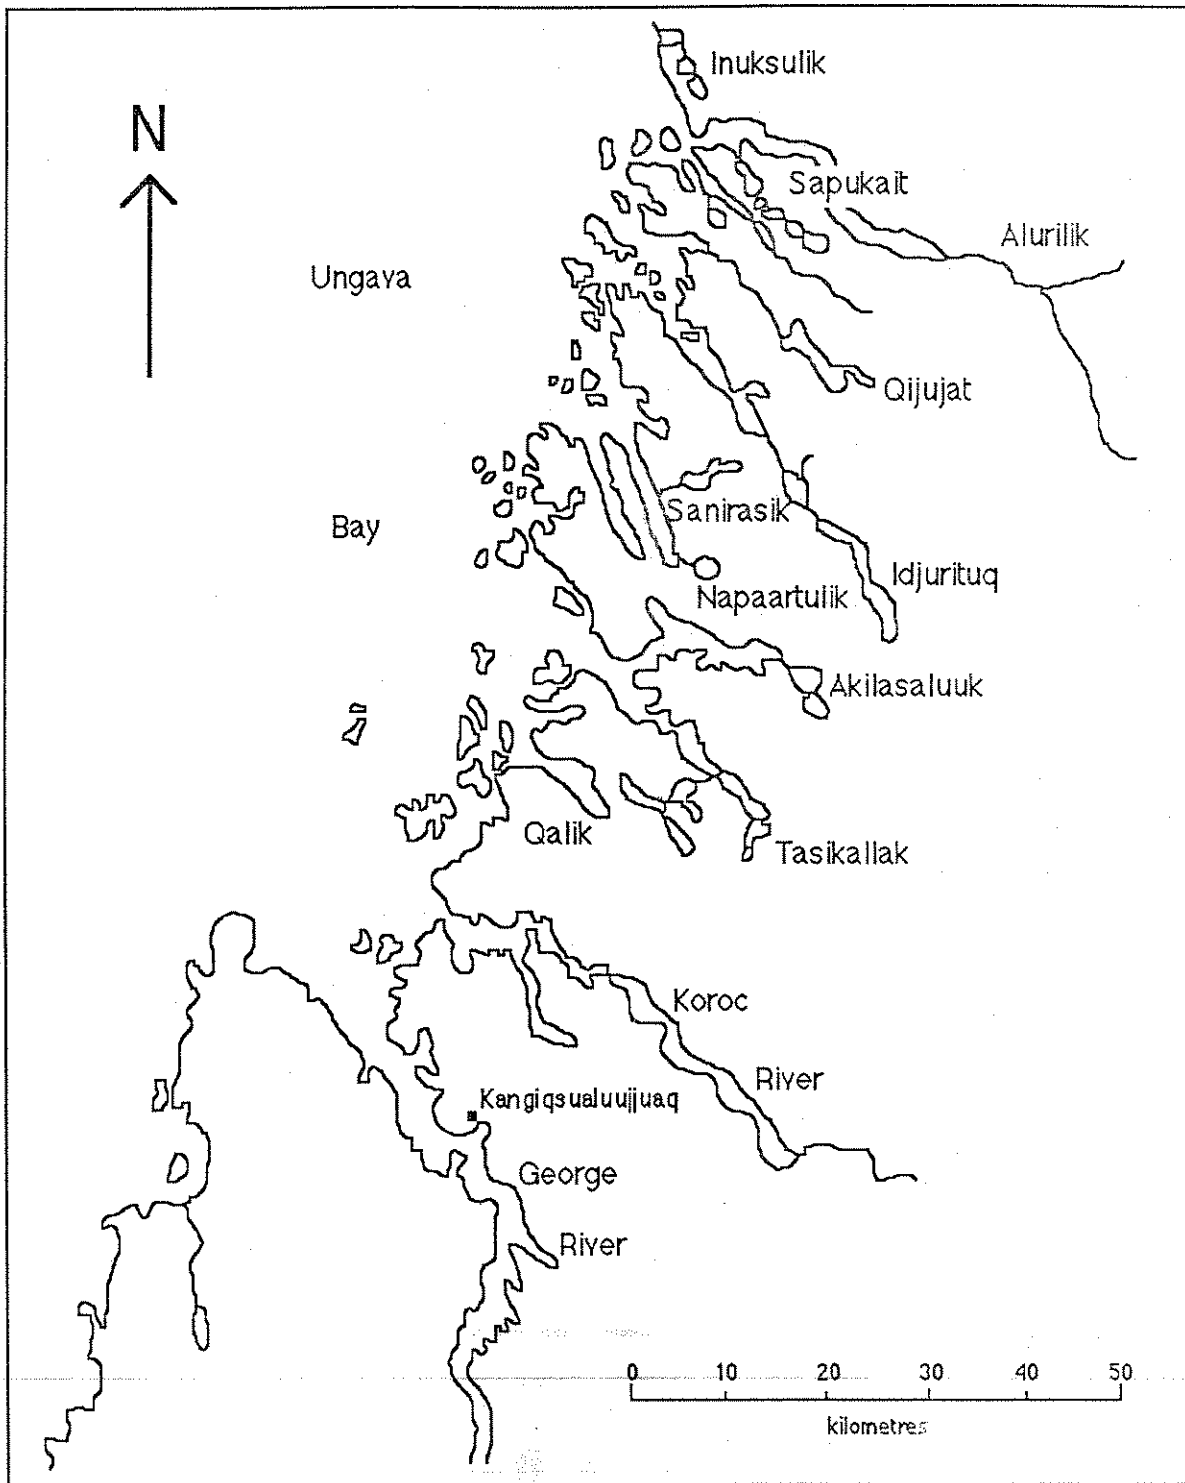 Inuksulik
N
Sapukait
Alurilik
Ungava
Qijujat
Sanirasik
Bay
Idjurituq
Napaartulik
Akilasaluuk
Qalik
Tasikallak
Koroc
River
Kangiqsualuujjuaq
George
River
0 10 20 30 40 50
kilometres